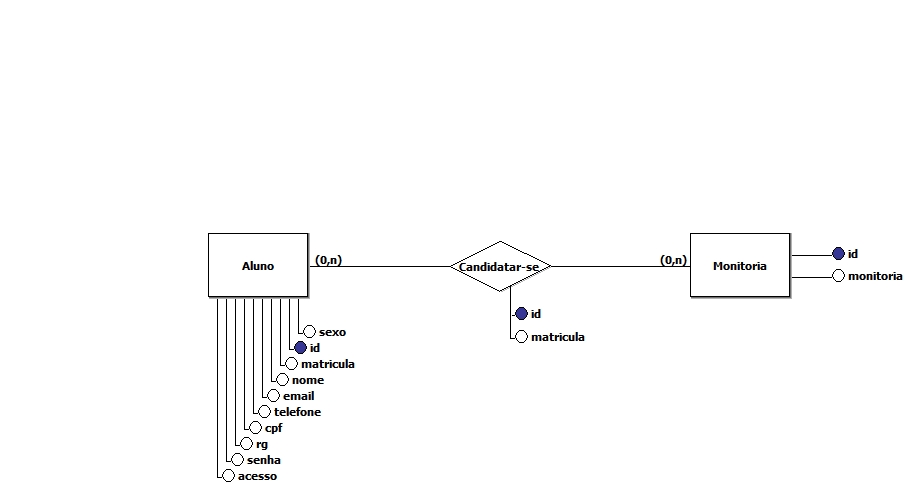 Aluno
(0,n)
Candidatar-se
(0,n)
Monitoria
id
monitoria
id
matricula
sexo
id
matricula
nome
email
telefone
cpf
rg
senha
acesso